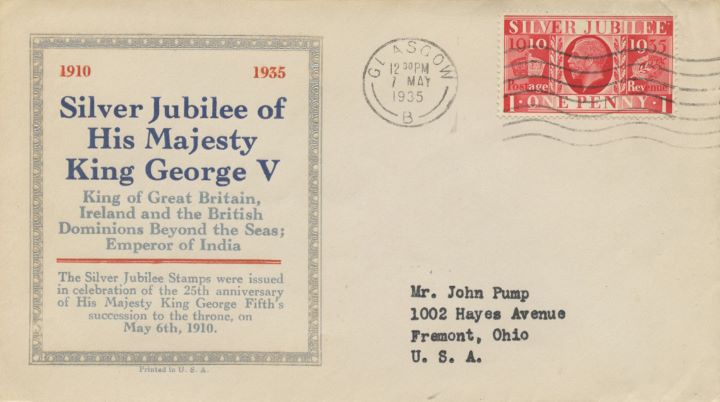 1910 1935
Silver Jubilee of
His Majesty
King George V
King of Great Britain,
Ireland and the British
Dominions Beyond the Seas;
Emperor of India
The Silver Jubilee Stamps were issued
in celebration of the 25th anniversary
of His Majesty King George Fifth's
succession to the throne, on
May 6th, 1910.
Printed in U. S. A.
GLASGOW
12 30 PM
7 MAY
1935
B
SILVER JUBILEE
1910 1935
Postage Revenue
1 · ONE PENNY · 1
Mr. John Pump
1002 Hayes Avenue
Fremont, Ohio
U. S. A.